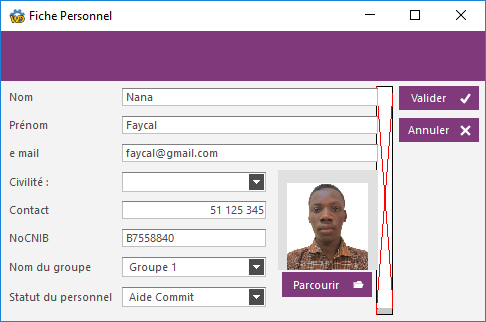 Fiche Personnel
Nom Nana
Valider
Prénom Faycal
Annuler
e mail faycal@gmail.com
Civilité :
Contact 51 125 345
NoCNIB B7558840
Nom du groupe Groupe 1
Parcourir
Statut du personnel Aide Commit